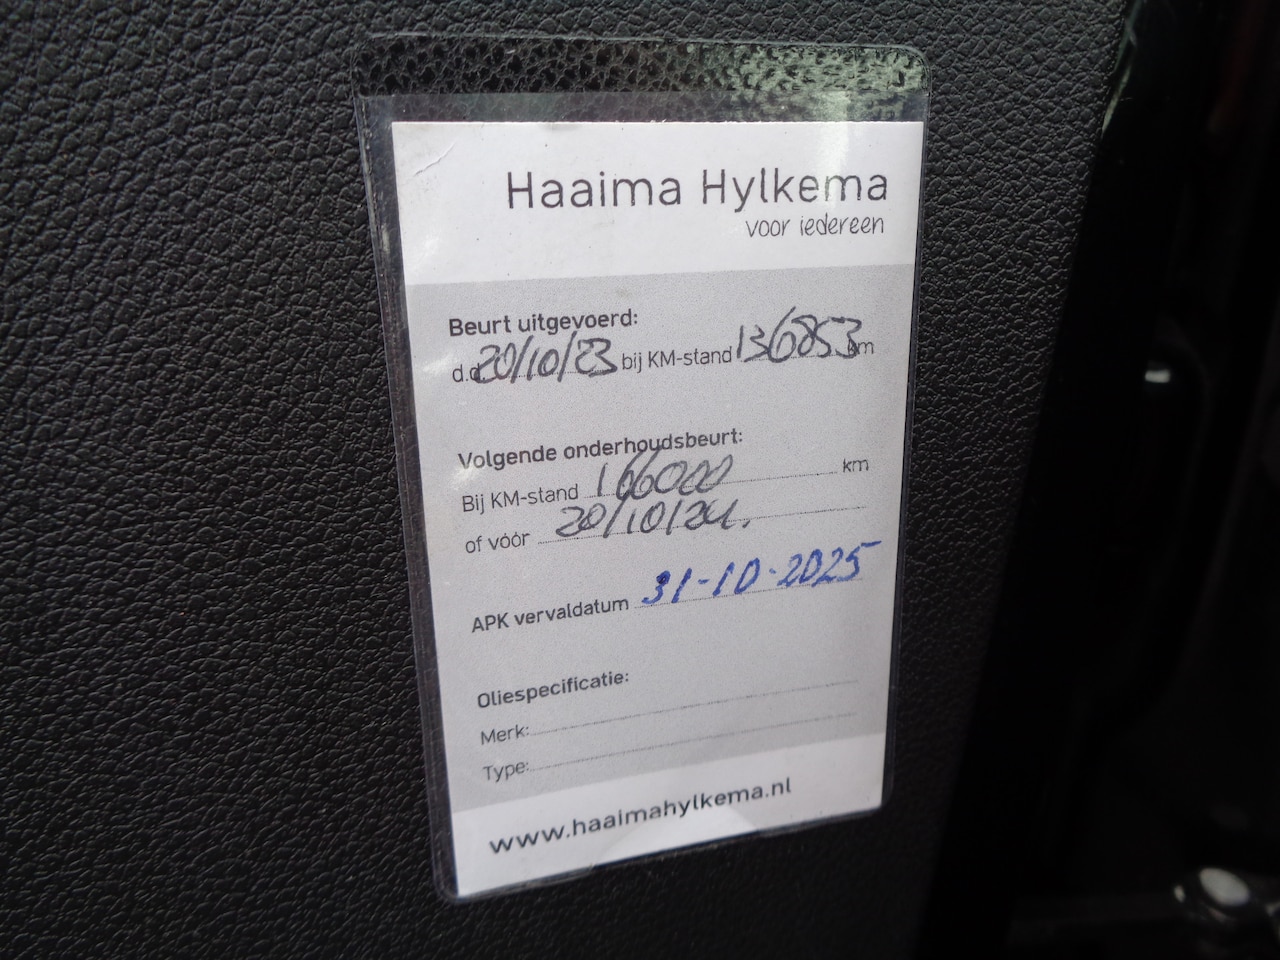 Haaima Hylkema
voor iedereen
Beurt uitgevoerd:
d.d. 20/10/23 bij KM-stand 136853 km
Volgende onderhoudsbeurt:
Bij KM-stand 166000 km
of vóór 20/10/24.
APK vervaldatum 31-10-2025
Oliespecificatie:
Merk:
Type:
www.haaimahylkema.nl